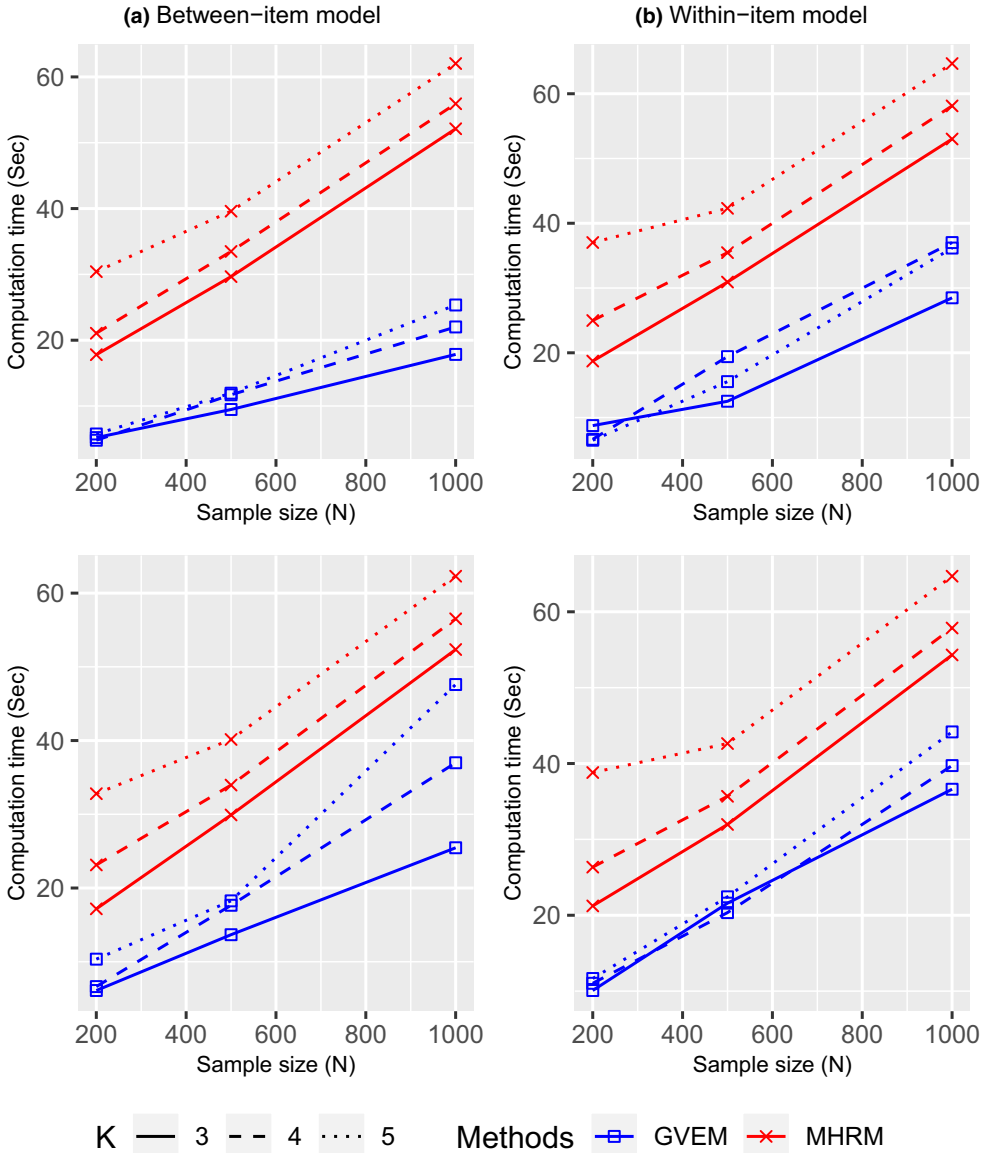 (a) Between−item model
(b) Within−item model
Computation time (Sec)
60
40
20
200 400 600 800 1000
Sample size (N)
Computation time (Sec)
60
40
20
200 400 600 800 1000
Sample size (N)
Computation time (Sec)
60
40
20
200 400 600 800 1000
Sample size (N)
Computation time (Sec)
60
40
20
200 400 600 800 1000
Sample size (N)
K 3 4 5 Methods GVEM MHRM